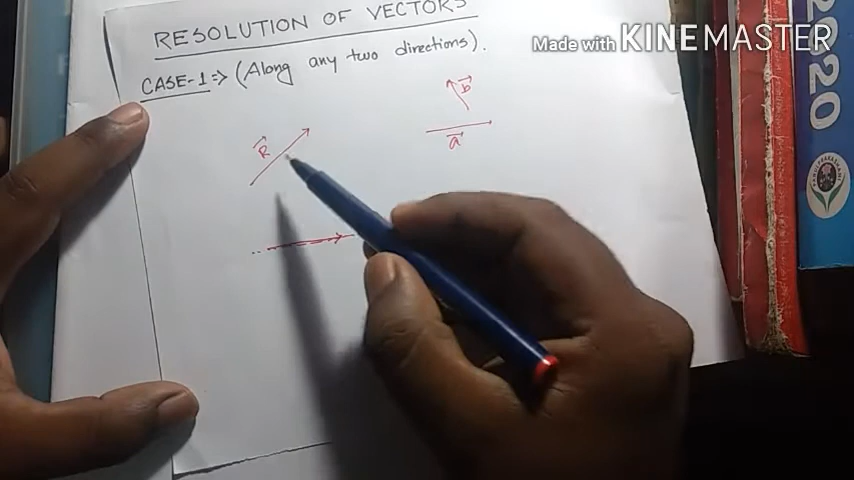 RESOLUTION OF VECTORS
Made with KINEMASTER
CASE-1 => (Along any two directions).
b⃗
R⃗
a⃗
2020